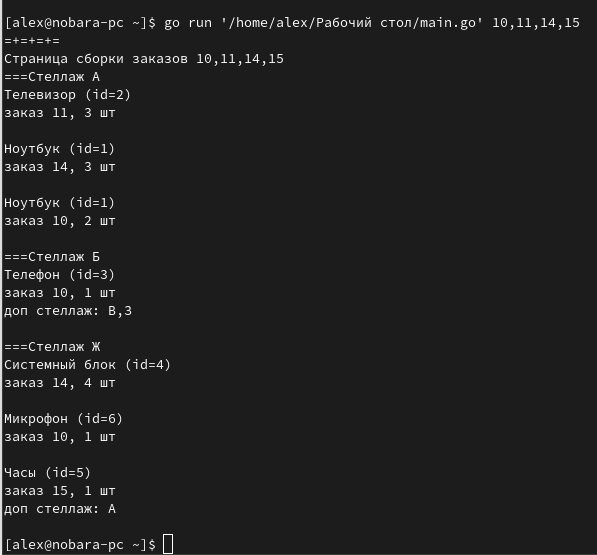 [alex@nobara-pc ~]$ go run '/home/alex/Рабочий стол/main.go' 10,11,14,15
=+=+=+=
Страница сборки заказов 10,11,14,15
===Стеллаж А
Телевизор (id=2)
заказ 11, 3 шт
Ноутбук (id=1)
заказ 14, 3 шт
Ноутбук (id=1)
заказ 10, 2 шт
===Стеллаж Б
Телефон (id=3)
заказ 10, 1 шт
доп стеллаж: В,З
===Стеллаж Ж
Системный блок (id=4)
заказ 14, 4 шт
Микрофон (id=6)
заказ 10, 1 шт
Часы (id=5)
заказ 15, 1 шт
доп стеллаж: А
[alex@nobara-pc ~]$